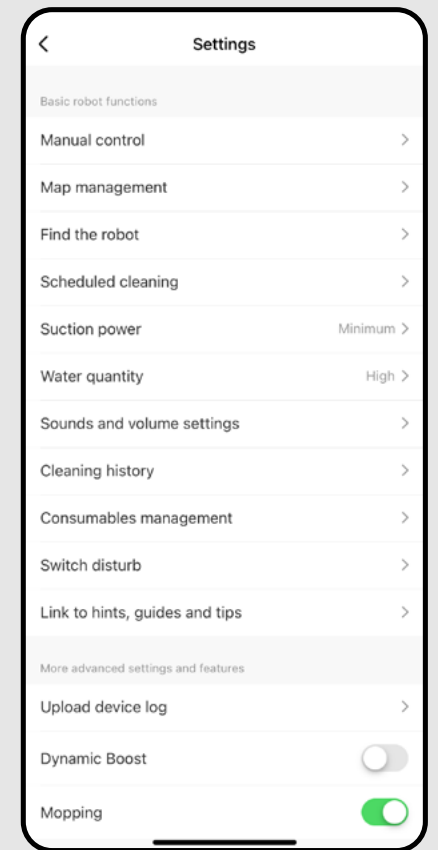 Settings
Basic robot functions
Manual control
Map management
Find the robot
Scheduled cleaning
Suction power Minimum
Water quantity High
Sounds and volume settings
Cleaning history
Consumables management
Switch disturb
Link to hints, guides and tips
More advanced settings and features
Upload device log
Dynamic Boost
Mopping